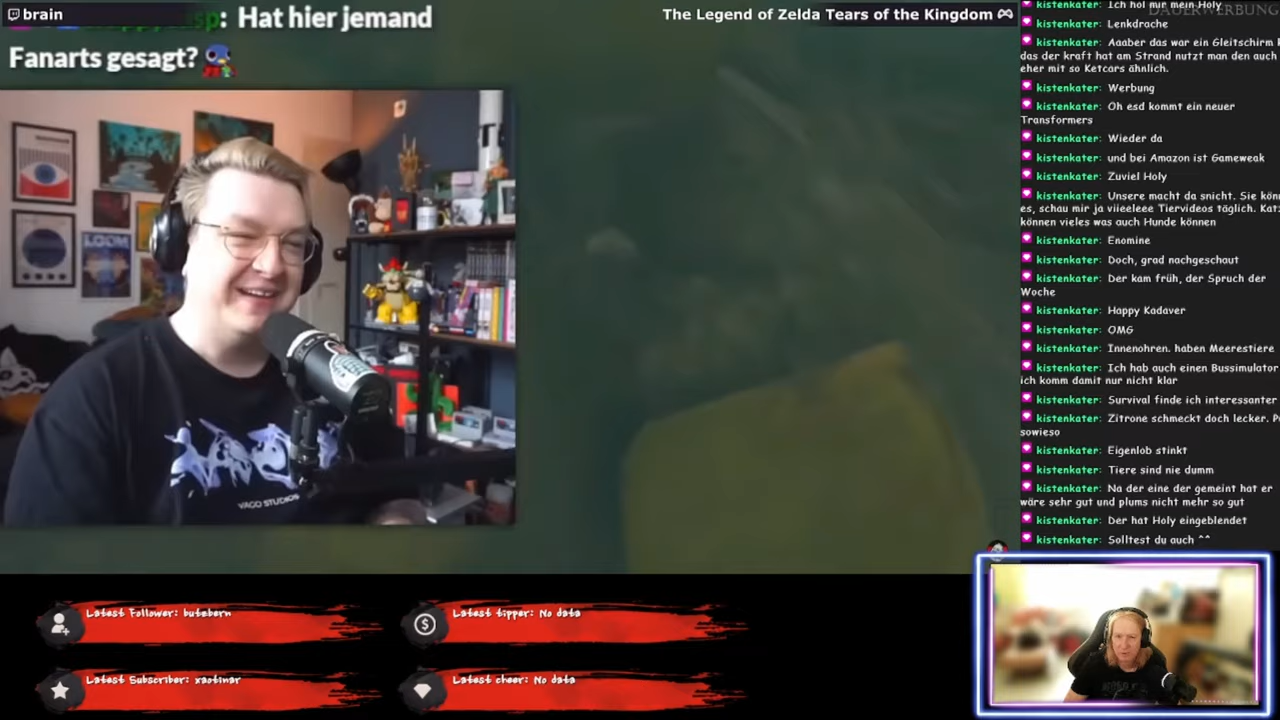 brain
: Hat hier jemand
Fanarts gesagt?
The Legend of Zelda Tears of the Kingdom
DAUERWERBUNG
LOOM
VAGO STUDIOS
kistenkater: Ich hol mir mein Holy
kistenkater: Lenkdrache
kistenkater: Aaaber das war ein Gleitschirm
das der kraft hat am Strand nutzt man den auch
eher mit so Ketcars ähnlich.
kistenkater: Werbung
kistenkater: Oh esd kommt ein neuer
Transformers
kistenkater: Wieder da
kistenkater: und bei Amazon ist Gameweak
kistenkater: Zuviel Holy
kistenkater: Unsere macht da snicht. Sie kön
es, schau mir ja viieeleee Tiervideos täglich. Kat
können vieles was auch Hunde können
kistenkater: Enomine
kistenkater: Doch, grad nachgeschaut
kistenkater: Der kam früh, der Spruch der
Woche
kistenkater: Happy Kadaver
kistenkater: OMG
kistenkater: Innenohren. haben Meerestiere
kistenkater: Ich hab auch einen Bussimulator
ich komm damit nur nicht klar
kistenkater: Survival finde ich interessanter
kistenkater: Zitrone schmeckt doch lecker. P
sowieso
kistenkater: Eigenlob stinkt
kistenkater: Tiere sind nie dumm
kistenkater: Na der eine der gemeint hat er
wäre sehr gut und plums nicht mehr so gut
kistenkater: Der hat Holy eingeblendet
kistenkater: Solltest du auch ^^
Latest Follower: butzbern
Latest tipper: No data
Latest Subscriber: xaotinar
Latest cheer: No data